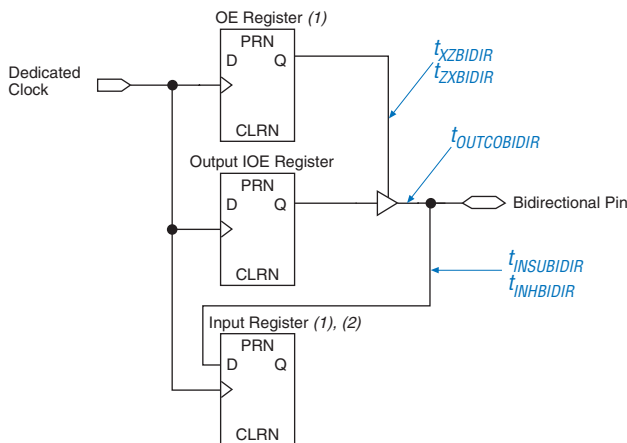 OE Register (1)
PRN
D Q
CLRN
Dedicated
Clock
tXZBIDIR
tZXBIDIR
tOUTCOBIDIR
Output IOE Register
PRN
D Q
CLRN
Bidirectional Pin
tINSUBIDIR
tINHBIDIR
Input Register (1), (2)
PRN
D Q
CLRN